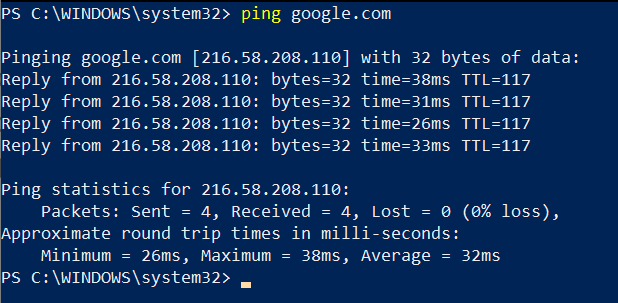 PS C:\WINDOWS\system32> ping google.com
Pinging google.com [216.58.208.110] with 32 bytes of data:
Reply from 216.58.208.110: bytes=32 time=38ms TTL=117
Reply from 216.58.208.110: bytes=32 time=31ms TTL=117
Reply from 216.58.208.110: bytes=32 time=26ms TTL=117
Reply from 216.58.208.110: bytes=32 time=33ms TTL=117
Ping statistics for 216.58.208.110:
    Packets: Sent = 4, Received = 4, Lost = 0 (0% loss),
Approximate round trip times in milli-seconds:
    Minimum = 26ms, Maximum = 38ms, Average = 32ms
PS C:\WINDOWS\system32>